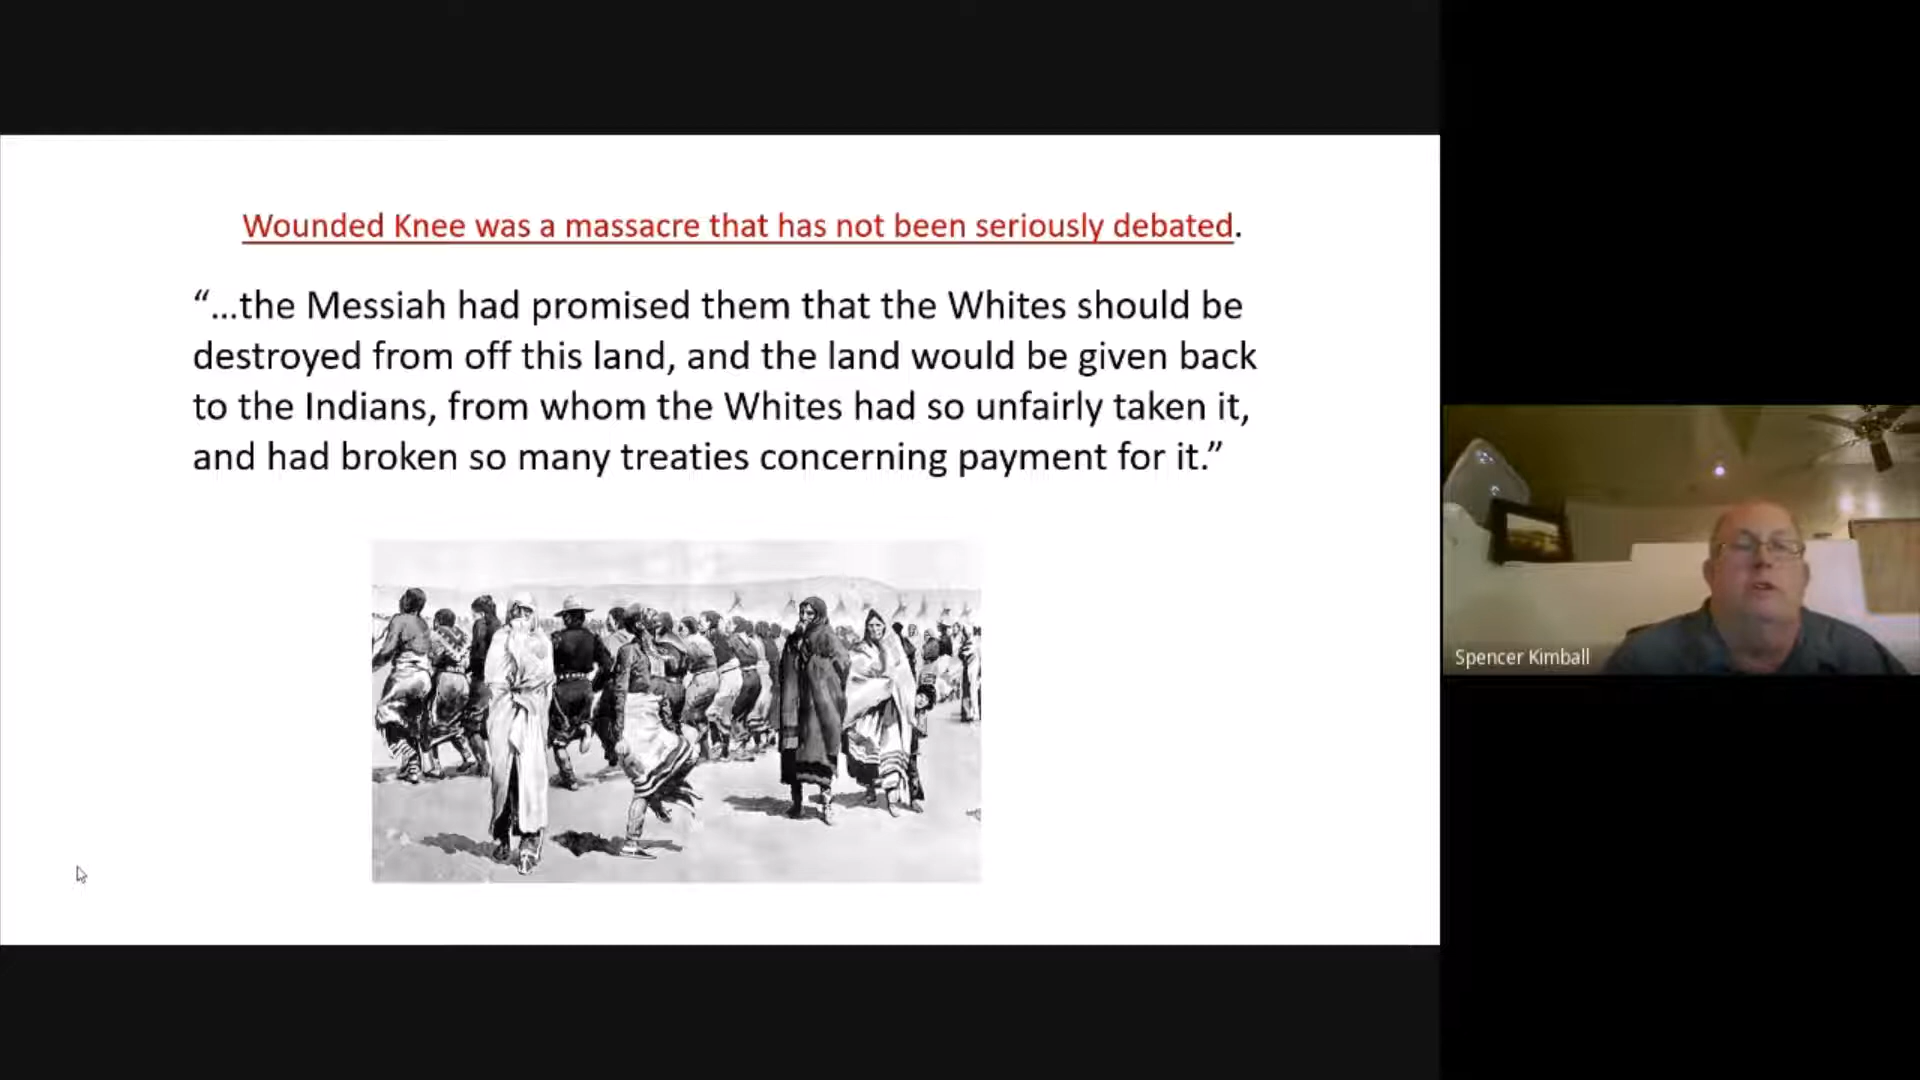 Wounded Knee was a massacre that has not been seriously debated.
“...the Messiah had promised them that the Whites should be
destroyed from off this land, and the land would be given back
to the Indians, from whom the Whites had so unfairly taken it,
and had broken so many treaties concerning payment for it.”
Spencer Kimball